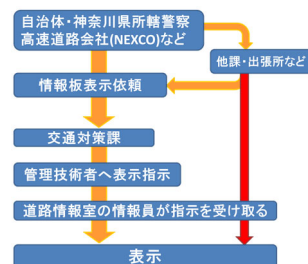 自治体・神奈川県所轄警察
高速道路会社(NEXCO)など
他課・出張所など
情報板表示依頼
交通対策課
管理技術者へ表示指示
道路情報室の情報員が指示を受け取る
表示